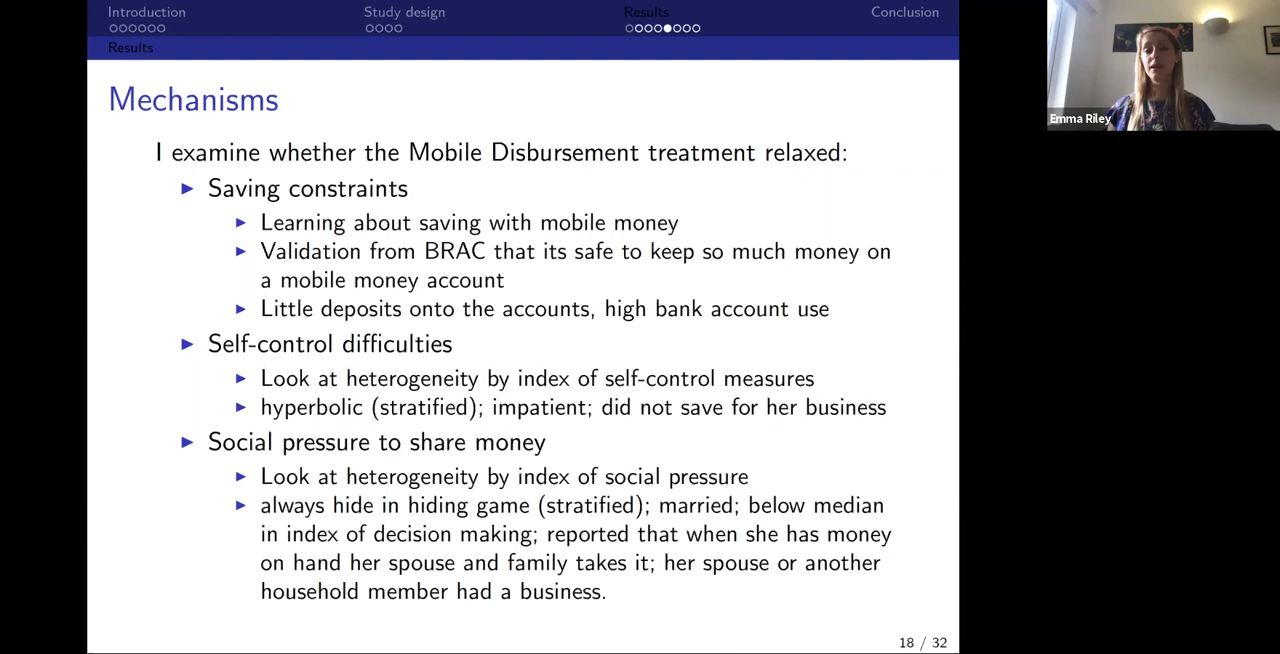 Introduction
Study design
Results
Conclusion
Results
Emma Riley
Mechanisms
I examine whether the Mobile Disbursement treatment relaxed:
Saving constraints
Learning about saving with mobile money
Validation from BRAC that its safe to keep so much money on
a mobile money account
Little deposits onto the accounts, high bank account use
Self-control difficulties
Look at heterogeneity by index of self-control measures
hyperbolic (stratified); impatient; did not save for her business
Social pressure to share money
Look at heterogeneity by index of social pressure
always hide in hiding game (stratified); married; below median
in index of decision making; reported that when she has money
on hand her spouse and family takes it; her spouse or another
household member had a business.
18 / 32